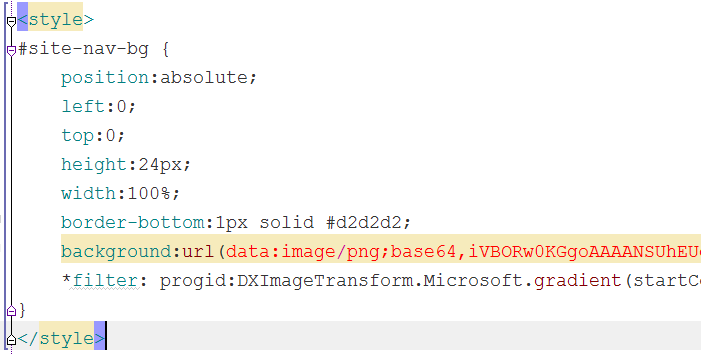 <style>
#site-nav-bg {
position:absolute;
left:0;
top:0;
height:24px;
width:100%;
border-bottom:1px solid #d2d2d2;
background:url(data:image/png;base64,iVBORw0KGgoAAAANSUhEU
*filter: progid:DXImageTransform.Microsoft.gradient(startC
}
</style>